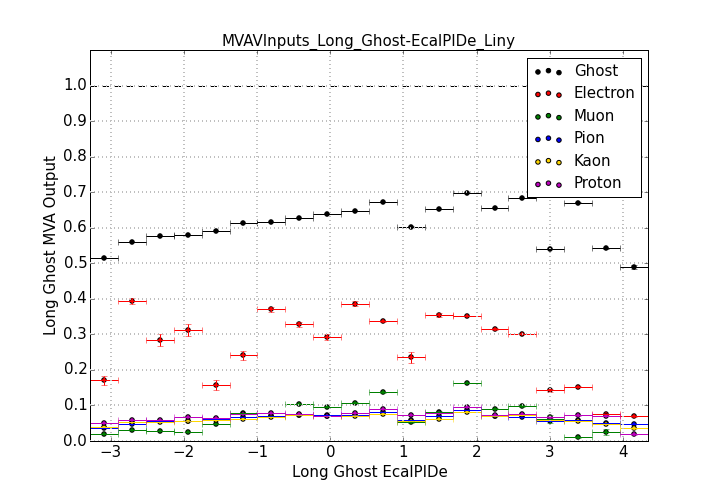 MVAVInputs_Long_Ghost-EcalPIDe_Liny
Long Ghost MVA Output
1.0
0.9
0.8
0.7
0.6
0.5
0.4
0.3
0.2
0.1
0.0
Ghost
Electron
Muon
Pion
Kaon
Proton
−3 −2 −1 0 1 2 3 4
Long Ghost EcalPIDe